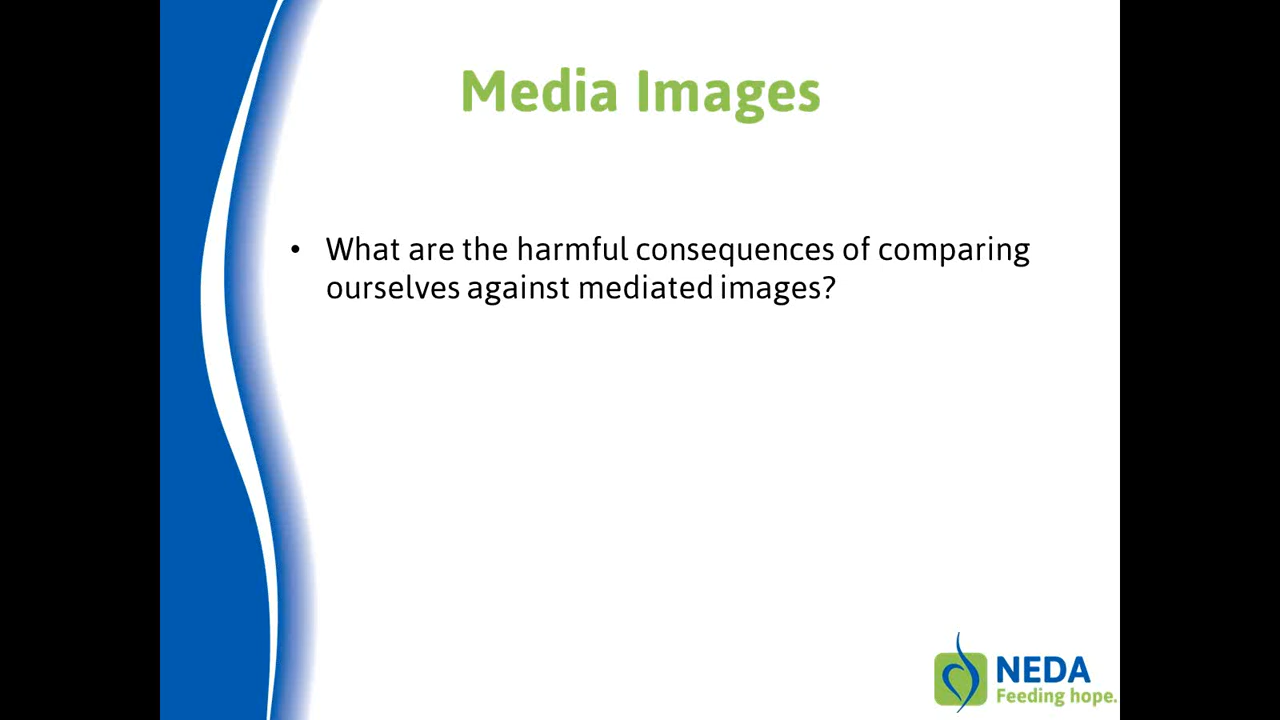 Media Images
• What are the harmful consequences of comparing
ourselves against mediated images?
NEDA
Feeding hope.